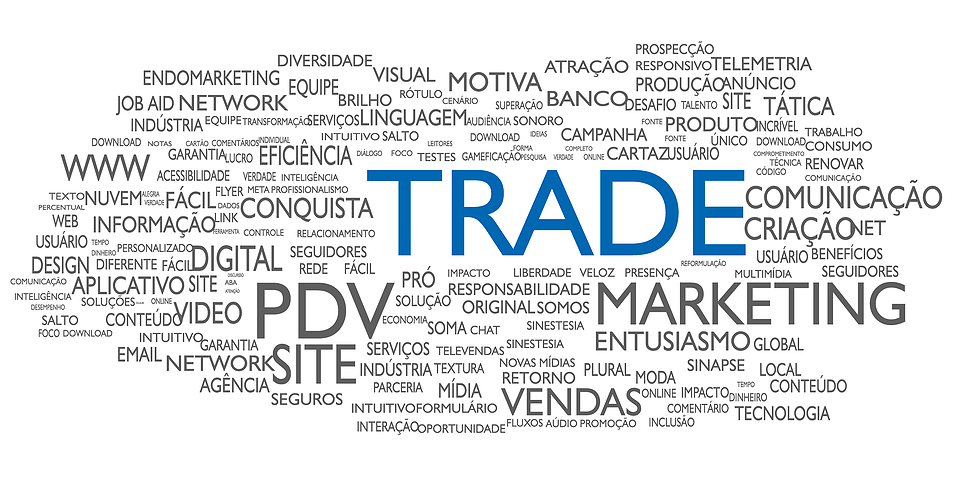 PROSPECÇÃO
DIVERSIDADE ATRAÇÃO RESPONSIVO TELEMETRIA
ENDOMARKETING EQUIPE VISUAL MOTIVA PRODUÇÃO ANÚNCIO
JOB AID NETWORK BRILHO RÓTULO CENÁRIO SUPERAÇÃO BANCO DESAFIO TALENTO SITE TÁTICA
INDÚSTRIA EQUIPE TRANSFORMAÇÃO SERVIÇOS LINGUAGEM AUDIÊNCIA SONORO FONTE PRODUTO INCRÍVEL TRABALHO
DOWNLOAD NOTAS CARTÃO COMENTÁRIOS INDIVIDUAL INTUITIVO SALTO LEITORES DOWNLOAD IDEIAS CAMPANHA FONTE ÚNICO DOWNLOAD CONSUMO
WWW GARANTIA LUCRO EFICIÊNCIA DIÁLOGO FOCO TESTES GAMEFICAÇÃO FORMA PESQUISA COMPLETO VERDADE ONLINE CARTAZ USUÁRIO COMPROMETIMENTO TÉCNICA RENOVAR
ACESSIBILIDADE VERDADE INTELIGÊNCIA CÓDIGO COMUNICAÇÃO
TEXTO NUVEM ALEGRIA VERDADE FÁCIL FLYER META PROFISSIONALISMO TRADE COMUNICAÇÃO
PERCENTUAL DADOS CONQUISTA
WEB INFORMAÇÃO LINK FERRAMENTA CONTROLE RELACIONAMENTO CRIAÇÃO NET
USUÁRIO TEMPO DINHEIRO PERSONALIZADO DIGITAL SEGUIDORES USUÁRIO BENEFÍCIOS
DESIGN DIFERENTE FÁCIL REDE FÁCIL PRÓ IMPACTO LIBERDADE VELOZ PRESENÇA REFORMULAÇÃO MULTIMÍDIA SEGUIDORES
COMUNICAÇÃO APLICATIVO SITE DISCURSO ABA ATENÇÃO RESPONSABILIDADE
INTELIGÊNCIA SOLUÇÕES ONLINE PDV SOLUÇÃO ORIGINAL SOMOS MARKETING
DESEMPENHO
SALTO CONTEÚDO VIDEO ECONOMIA SOMA CHAT SINESTESIA
FOCO DOWNLOAD INTUITIVO GARANTIA SERVIÇOS TELEVENDAS SINESTESIA ENTUSIASMO GLOBAL
EMAIL NETWORK SITE INDÚSTRIA TEXTURA NOVAS MÍDIAS PLURAL SINAPSE LOCAL
AGÊNCIA PARCERIA MÍDIA RETORNO MODA TEMPO CONTEÚDO
SEGUROS INTUITIVO FORMULÁRIO VENDAS ONLINE IMPACTO DINHEIRO
COMENTÁRIO TECNOLOGIA
INTERAÇÃO OPORTUNIDADE FLUXOS AÚDIO PROMOÇÃO INCLUSÃO